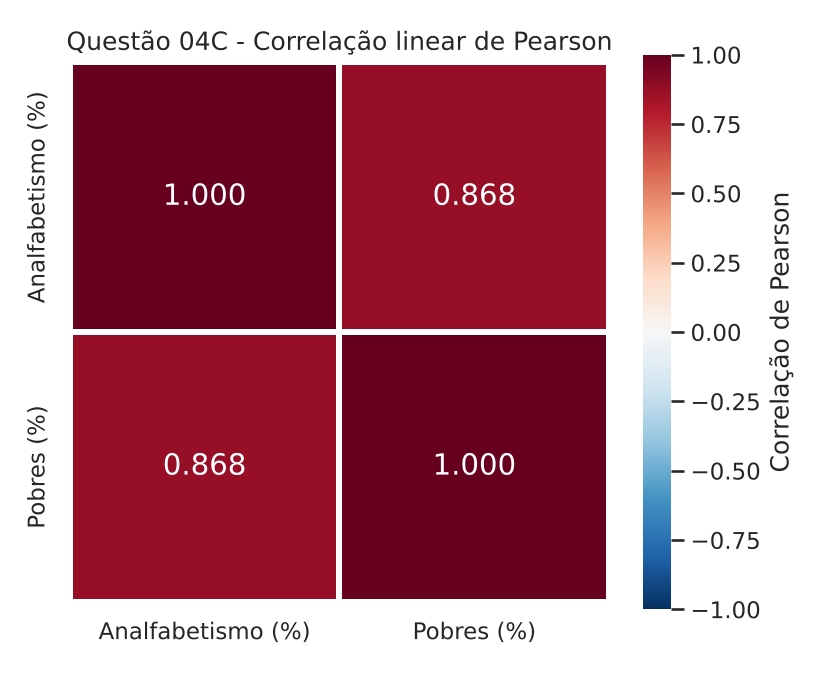 Questão 04C - Correlação linear de Pearson
Analfabetismo (%)
1.000
0.868
Pobres (%)
0.868
1.000
Analfabetismo (%)
Pobres (%)
1.00
0.75
0.50
0.25
0.00
−0.25
−0.50
−0.75
−1.00
Correlação de Pearson